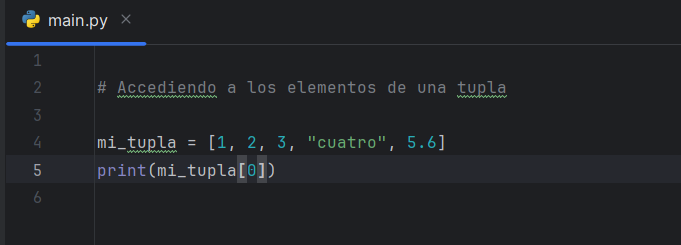 main.py ×
1
2 # Accediendo a los elementos de una tupla
3
4 mi_tupla = [1, 2, 3, "cuatro", 5.6]
5 print(mi_tupla[0])
6